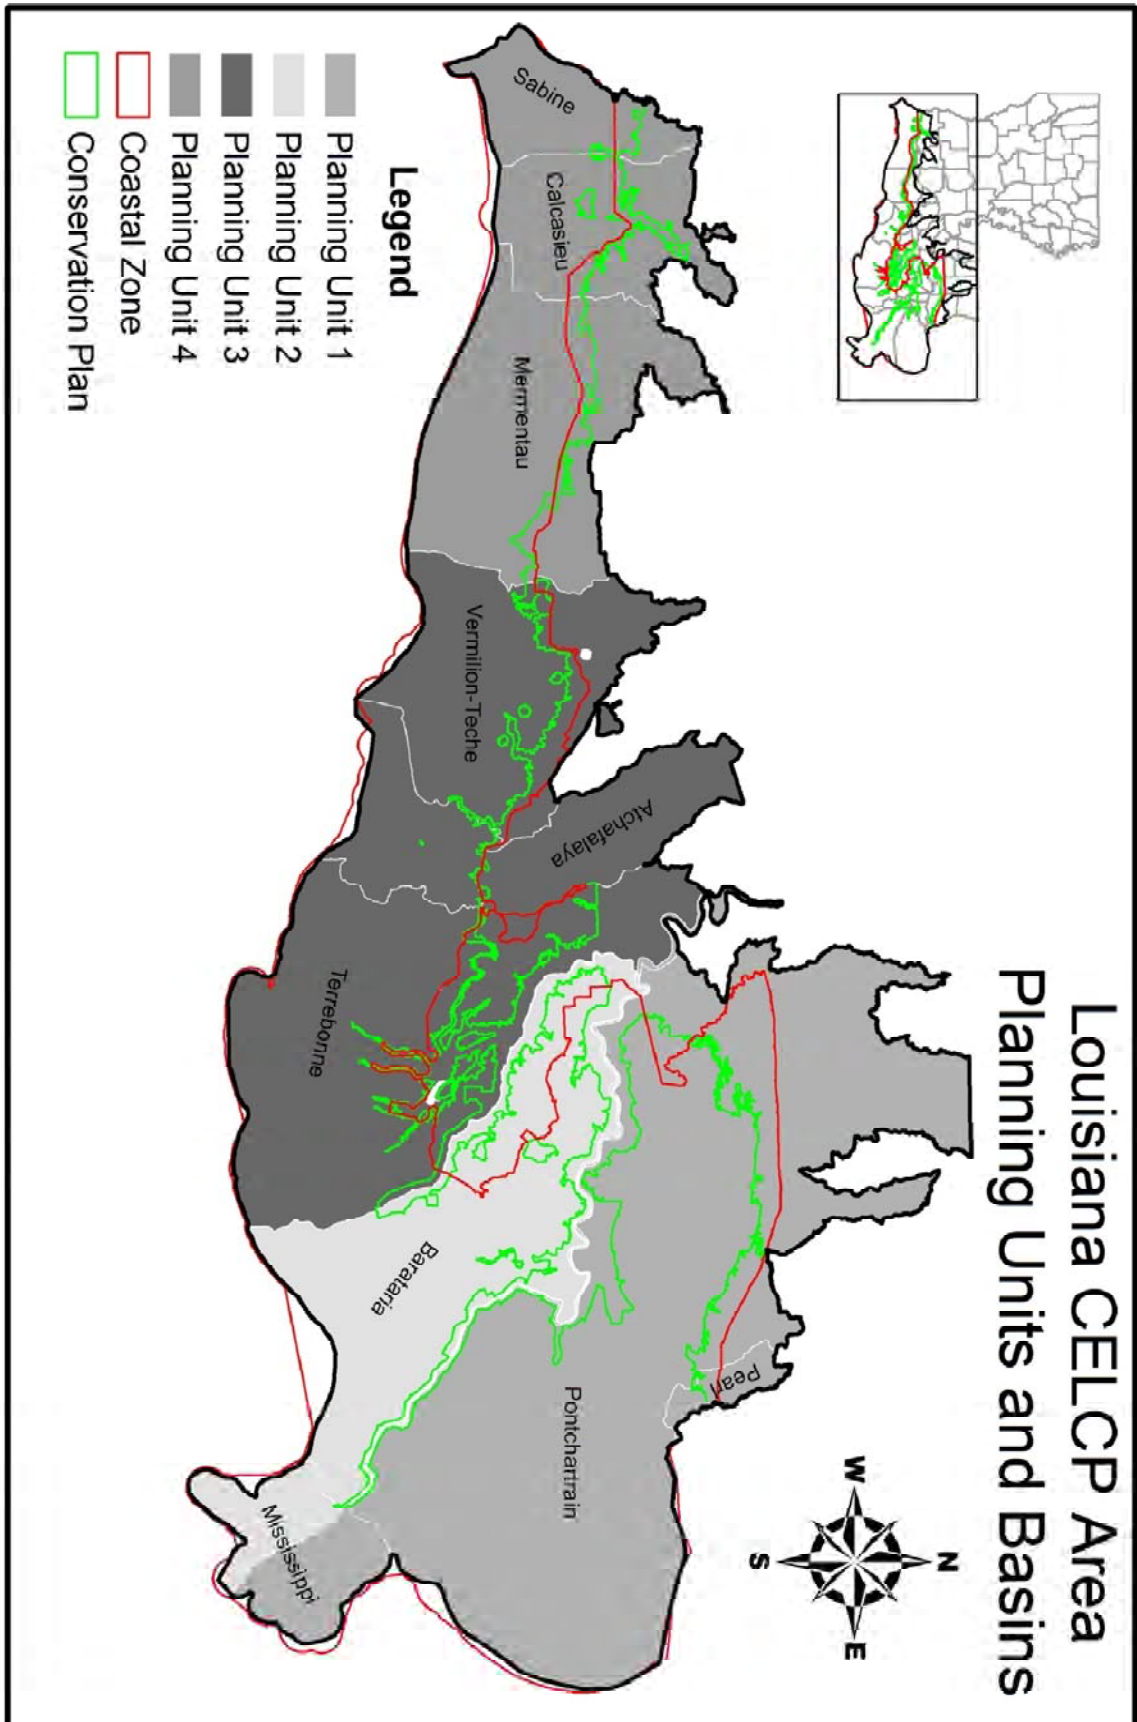 Louisiana CELCP Area
Planning Units and Basins
N
W
E
S
Sabine
Calcasieu
Mermentau
Vermilion-Teche
Atchafalaya
Terrebonne
Barataria
Pontchartrain
Pearl
Mississippi
Legend
Planning Unit 1
Planning Unit 2
Planning Unit 3
Planning Unit 4
Coastal Zone
Conservation Plan